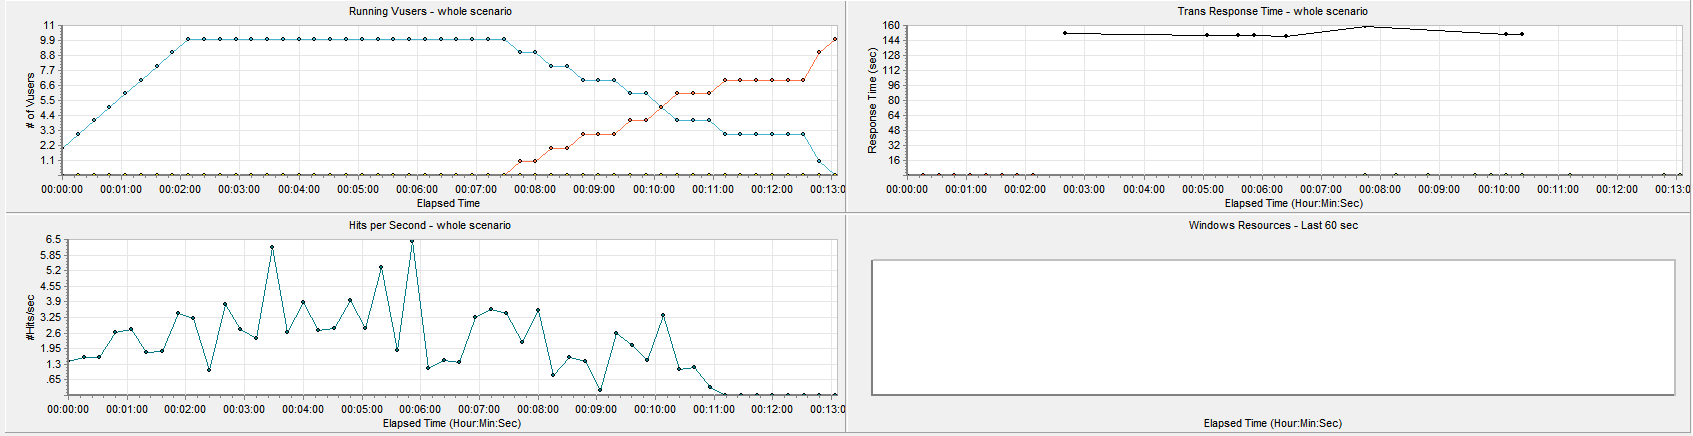 Running Vusers - whole scenario
# of Vusers
11
9.9
8.8
7.7
6.6
5.5
4.4
3.3
2.2
1.1
00:00:00 00:01:00 00:02:00 00:03:00 00:04:00 00:05:00 00:06:00 00:07:00 00:08:00 00:09:00 00:10:00 00:11:00 00:12:00 00:13:0
Elapsed Time
Trans Response Time - whole scenario
Response Time (sec)
160
144
128
112
96
80
64
48
32
16
00:00:00 00:01:00 00:02:00 00:03:00 00:04:00 00:05:00 00:06:00 00:07:00 00:08:00 00:09:00 00:10:00 00:11:00 00:12:00 00:13:0
Elapsed Time (Hour:Min:Sec)
Hits per Second - whole scenario
#Hits/sec
6.5
5.85
5.2
4.55
3.9
3.25
2.6
1.95
1.3
.65
00:00:00 00:01:00 00:02:00 00:03:00 00:04:00 00:05:00 00:06:00 00:07:00 00:08:00 00:09:00 00:10:00 00:11:00 00:12:00 00:13:0
Elapsed Time (Hour:Min:Sec)
Windows Resources - Last 60 sec
Elapsed Time (Hour:Min:Sec)